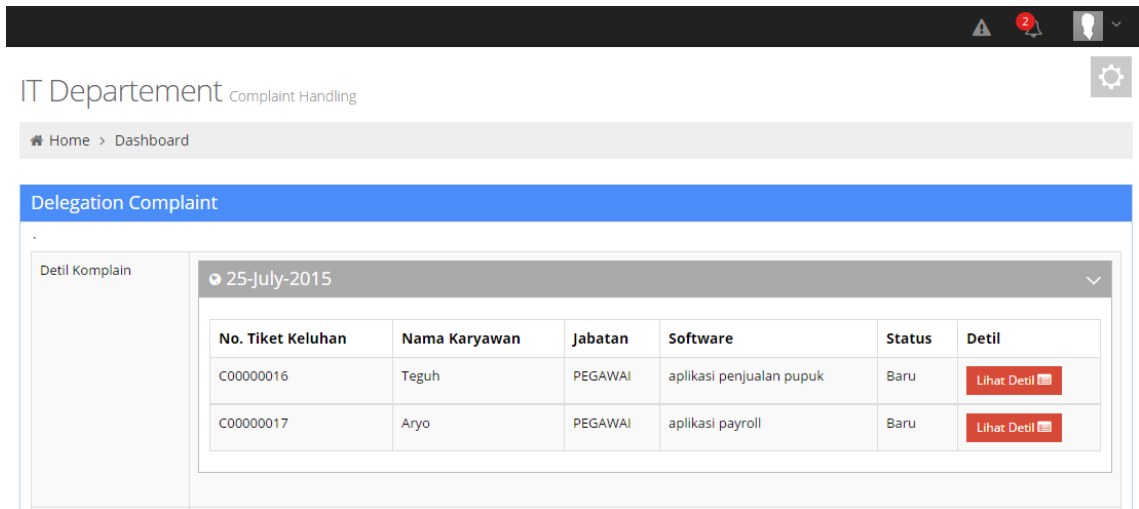 2
IT Departement Complaint Handling
Home > Dashboard
Delegation Complaint
`
Detil Komplain
25-July-2015
No. Tiket Keluhan Nama Karyawan Jabatan Software Status Detil
C00000016 Teguh PEGAWAI aplikasi penjualan pupuk Baru Lihat Detil
C00000017 Aryo PEGAWAI aplikasi payroll Baru Lihat Detil